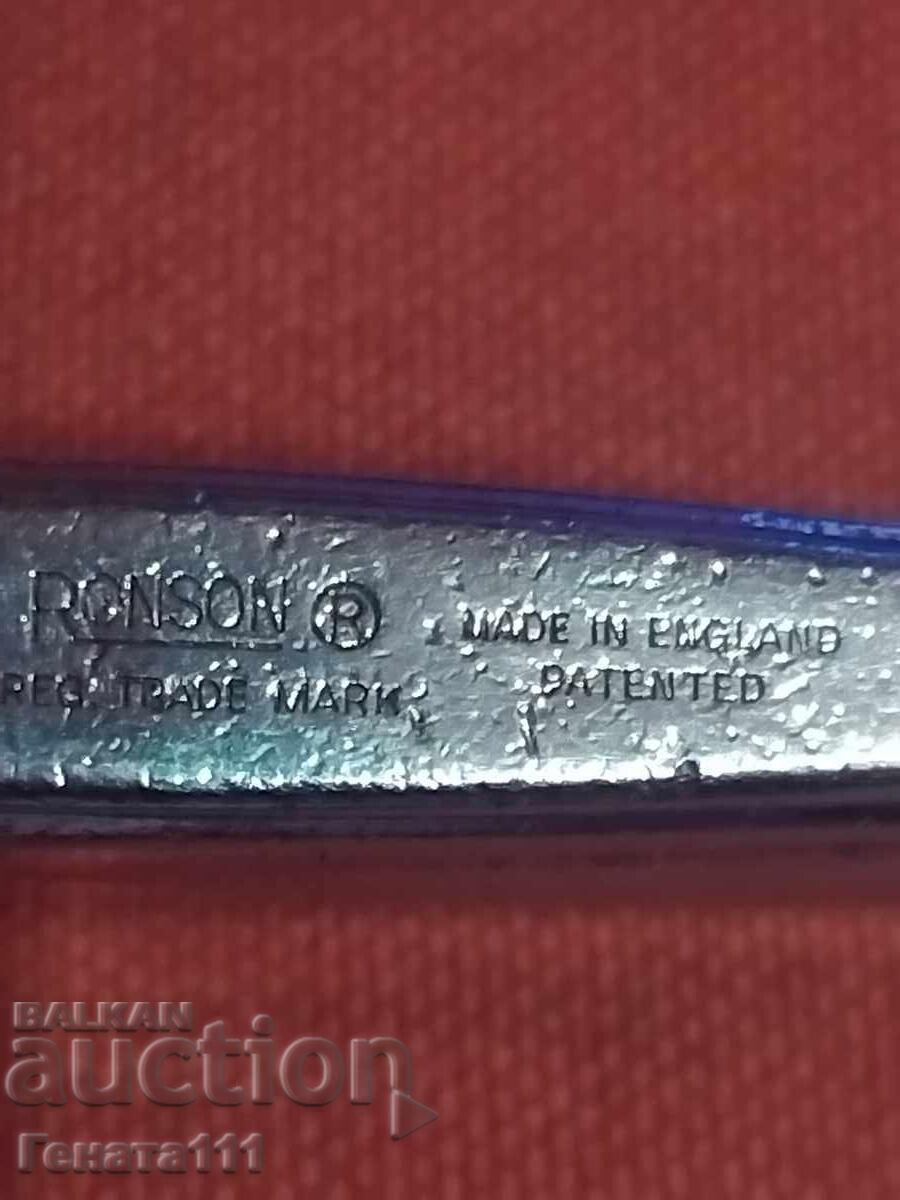 RONSON ®
REG. TRADE MARK
MADE IN ENGLAND
PATENTED
BALKAN
auction
Гената111